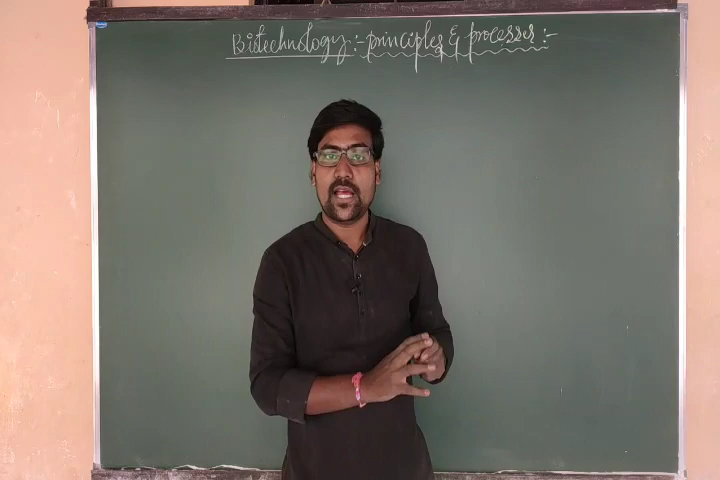 Biotechnology :- principles & processes :-